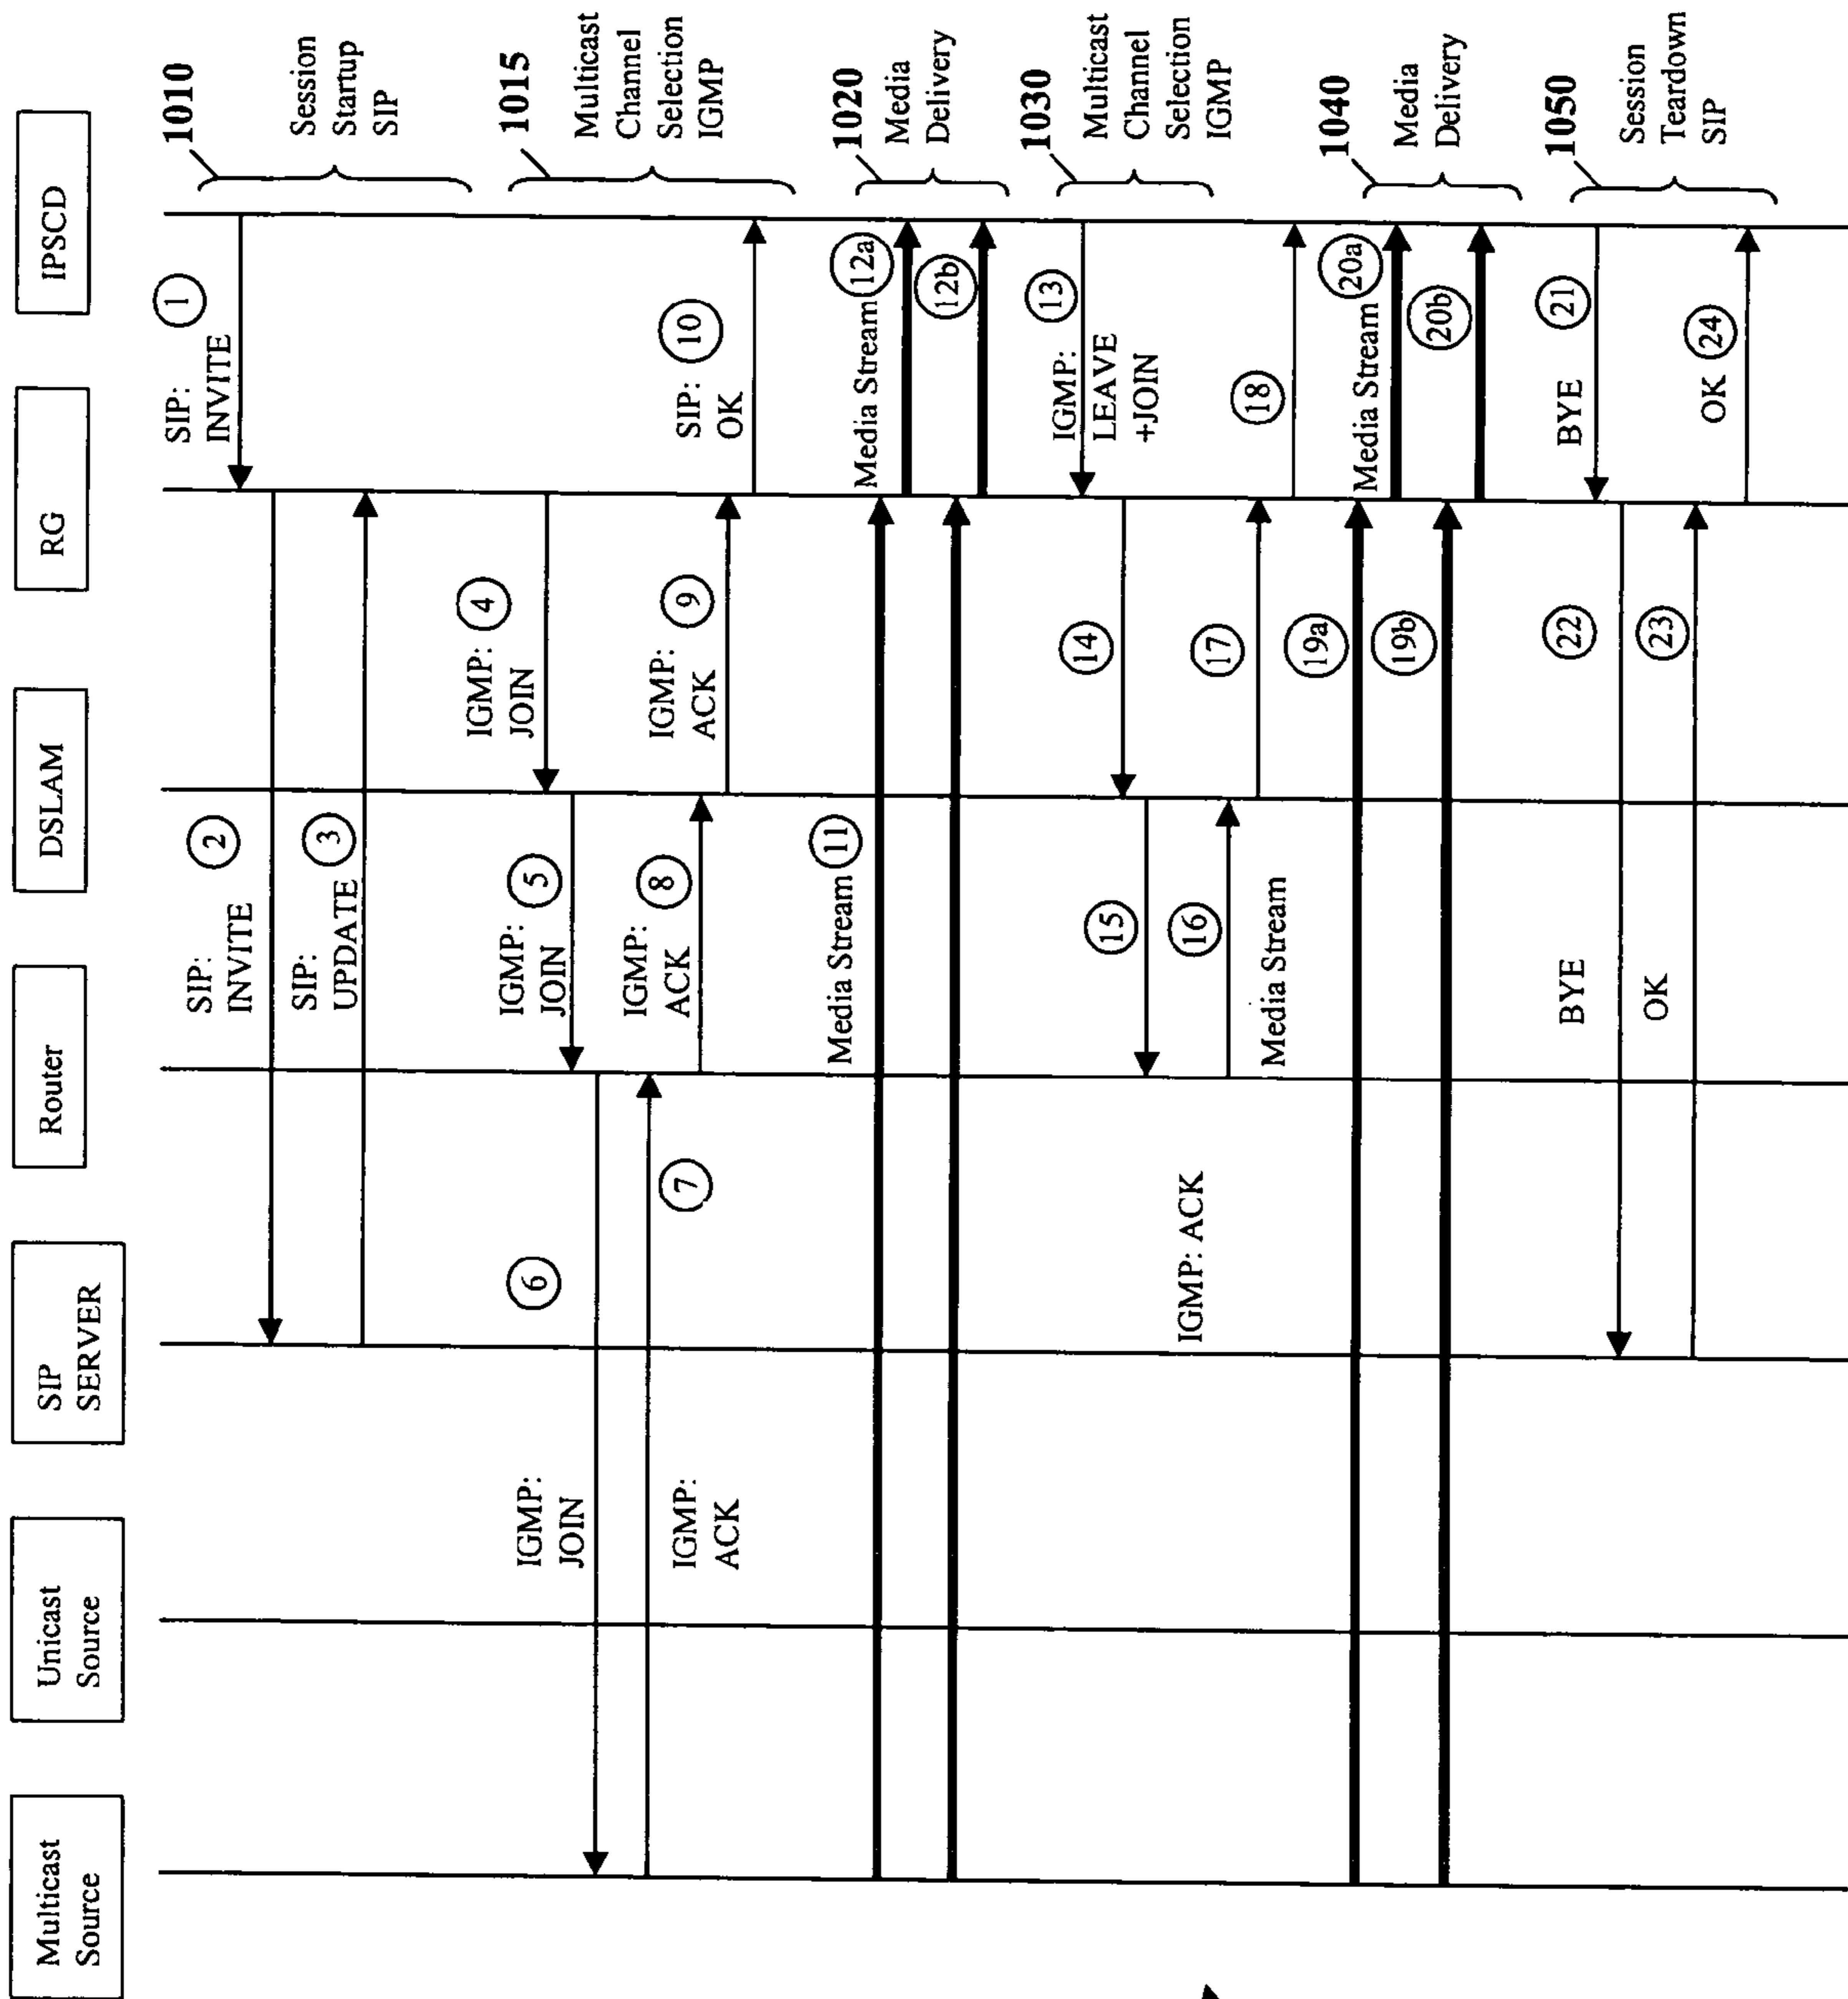 Multicast
Source
Unicast
Source
SIP
SERVER
Router
DSLAM
RG
IPSCD
1010
Session
Startup
SIP
1
SIP:
INVITE
2
SIP:
INVITE
3
SIP:
UPDATE
1015
Multicast
Channel
Selection
IGMP
4
IGMP:
JOIN
5
IGMP:
JOIN
6
IGMP:
JOIN
7
IGMP:
ACK
8
IGMP:
ACK
9
IGMP:
ACK
10
SIP:
OK
1020
Media
Delivery
Media Stream 11
Media Stream 12a
12b
1030
Multicast
Channel
Selection
IGMP
13
IGMP:
LEAVE
+JOIN
14
15
16
IGMP: ACK
17
18
1040
Media
Delivery
Media Stream
19a
19b
Media Stream 20a
20b
1050
Session
Teardown
SIP
BYE 21
BYE 22
OK 23
OK 24